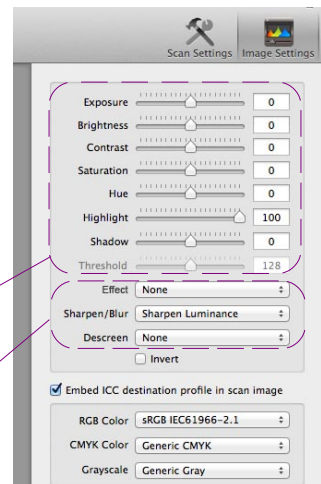 Scan Settings Image Settings
Exposure 0
Brightness 0
Contrast 0
Saturation 0
Hue 0
Highlight 100
Shadow 0
Threshold 128
Effect None
Sharpen/Blur Sharpen Luminance
Descreen None
Invert
Embed ICC destination profile in scan image
RGB Color sRGB IEC61966-2.1
CMYK Color Generic CMYK
Grayscale Generic Gray